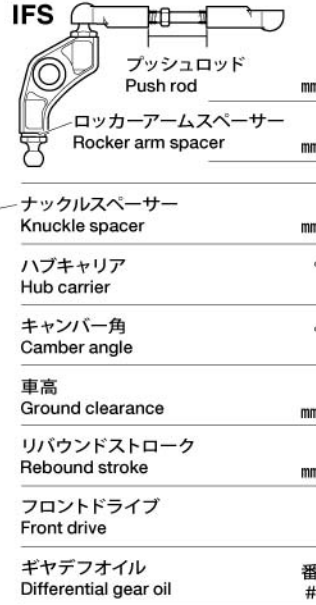 IFS
プッシュロッド
Push rod
mm
ロッカーアームスペーサー
Rocker arm spacer
mm
ナックルスペーサー
Knuckle spacer
mm
ハブキャリア
Hub carrier
キャンバー角
Camber angle
車高
Ground clearance
mm
リバウンドストローク
Rebound stroke
mm
フロントドライブ
Front drive
ギヤデフオイル
Differential gear oil
番
#